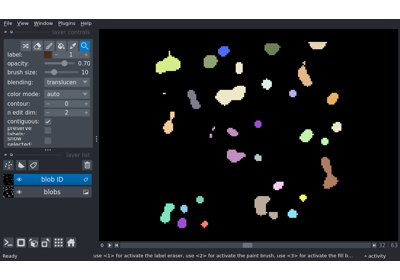 File View Window Plugins Help
layer controls
label: 1
opacity: 0.70
brush size: 10
blending: translucen
color mode: auto
contour: 0
n edit dim: 2
contiguous:
preserve
labels:
show
selected:
layer list
blob ID
blobs
0 32 63
Ready use <1> for activate the label eraser, use <2> for activate the paint brush, use <3> for activate the fill b... activity